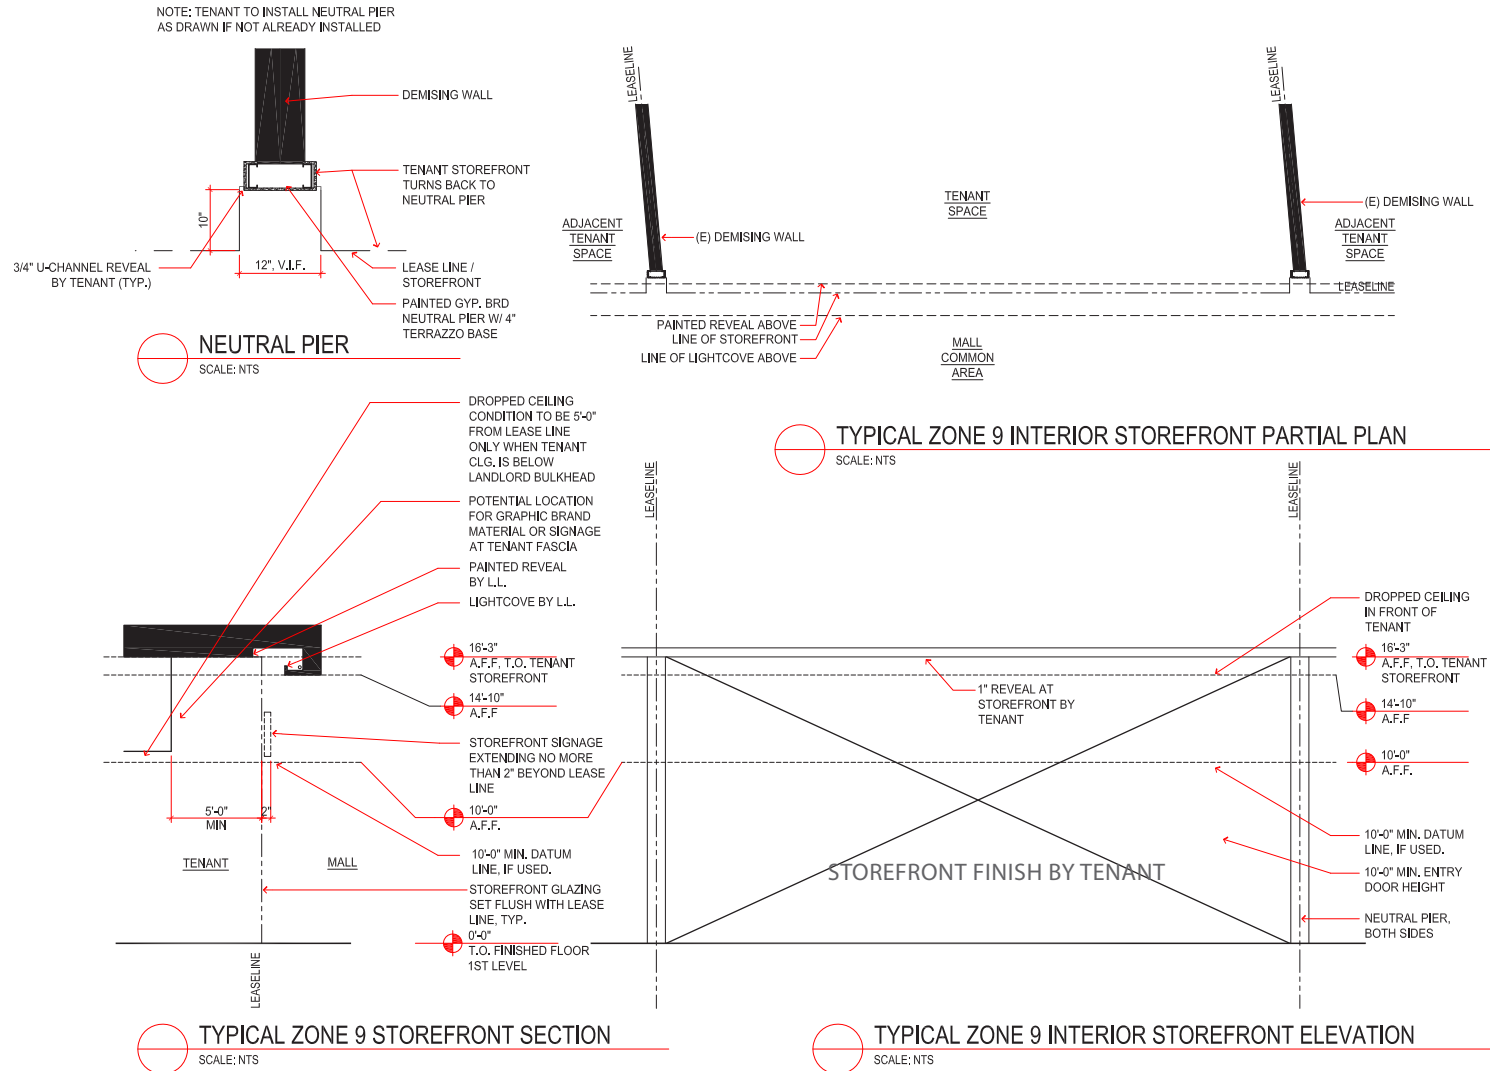 NOTE: TENANT TO INSTALL NEUTRAL PIER
AS DRAWN IF NOT ALREADY INSTALLED
DEMISING WALL
TENANT STOREFRONT
TURNS BACK TO
NEUTRAL PIER
10"
12", V.I.F.
3/4" U-CHANNEL REVEAL
BY TENANT (TYP.)
LEASE LINE /
STOREFRONT
PAINTED GYP. BRD
NEUTRAL PIER W/ 4"
TERRAZZO BASE
NEUTRAL PIER
SCALE: NTS
LEASELINE
LEASELINE
TENANT
SPACE
ADJACENT
TENANT
SPACE
(E) DEMISING WALL
(E) DEMISING WALL
ADJACENT
TENANT
SPACE
LEASELINE
PAINTED REVEAL ABOVE
LINE OF STOREFRONT
LINE OF LIGHTCOVE ABOVE
MALL
COMMON
AREA
TYPICAL ZONE 9 INTERIOR STOREFRONT PARTIAL PLAN
SCALE: NTS
DROPPED CEILING
CONDITION TO BE 5'-0"
FROM LEASE LINE
ONLY WHEN TENANT
CLG. IS BELOW
LANDLORD BULKHEAD
POTENTIAL LOCATION
FOR GRAPHIC BRAND
MATERIAL OR SIGNAGE
AT TENANT FASCIA
PAINTED REVEAL
BY L.L.
LIGHTCOVE BY L.L.
16'-3"
A.F.F, T.O. TENANT
STOREFRONT
14'-10"
A.F.F
STOREFRONT SIGNAGE
EXTENDING NO MORE
THAN 2" BEYOND LEASE
LINE
5'-0"
MIN
2"
10'-0"
A.F.F.
TENANT
MALL
10'-0" MIN. DATUM
LINE, IF USED.
STOREFRONT GLAZING
SET FLUSH WITH LEASE
LINE, TYP.
0'-0"
T.O. FINISHED FLOOR
1ST LEVEL
LEASELINE
TYPICAL ZONE 9 STOREFRONT SECTION
SCALE: NTS
LEASELINE
LEASELINE
DROPPED CEILING
IN FRONT OF
TENANT
16'-3"
A.F.F, T.O. TENANT
STOREFRONT
1" REVEAL AT
STOREFRONT BY
TENANT
14'-10"
A.F.F
10'-0"
A.F.F.
10'-0" MIN. DATUM
LINE, IF USED.
STOREFRONT FINISH BY TENANT
10'-0" MIN. ENTRY
DOOR HEIGHT
NEUTRAL PIER,
BOTH SIDES
TYPICAL ZONE 9 INTERIOR STOREFRONT ELEVATION
SCALE: NTS